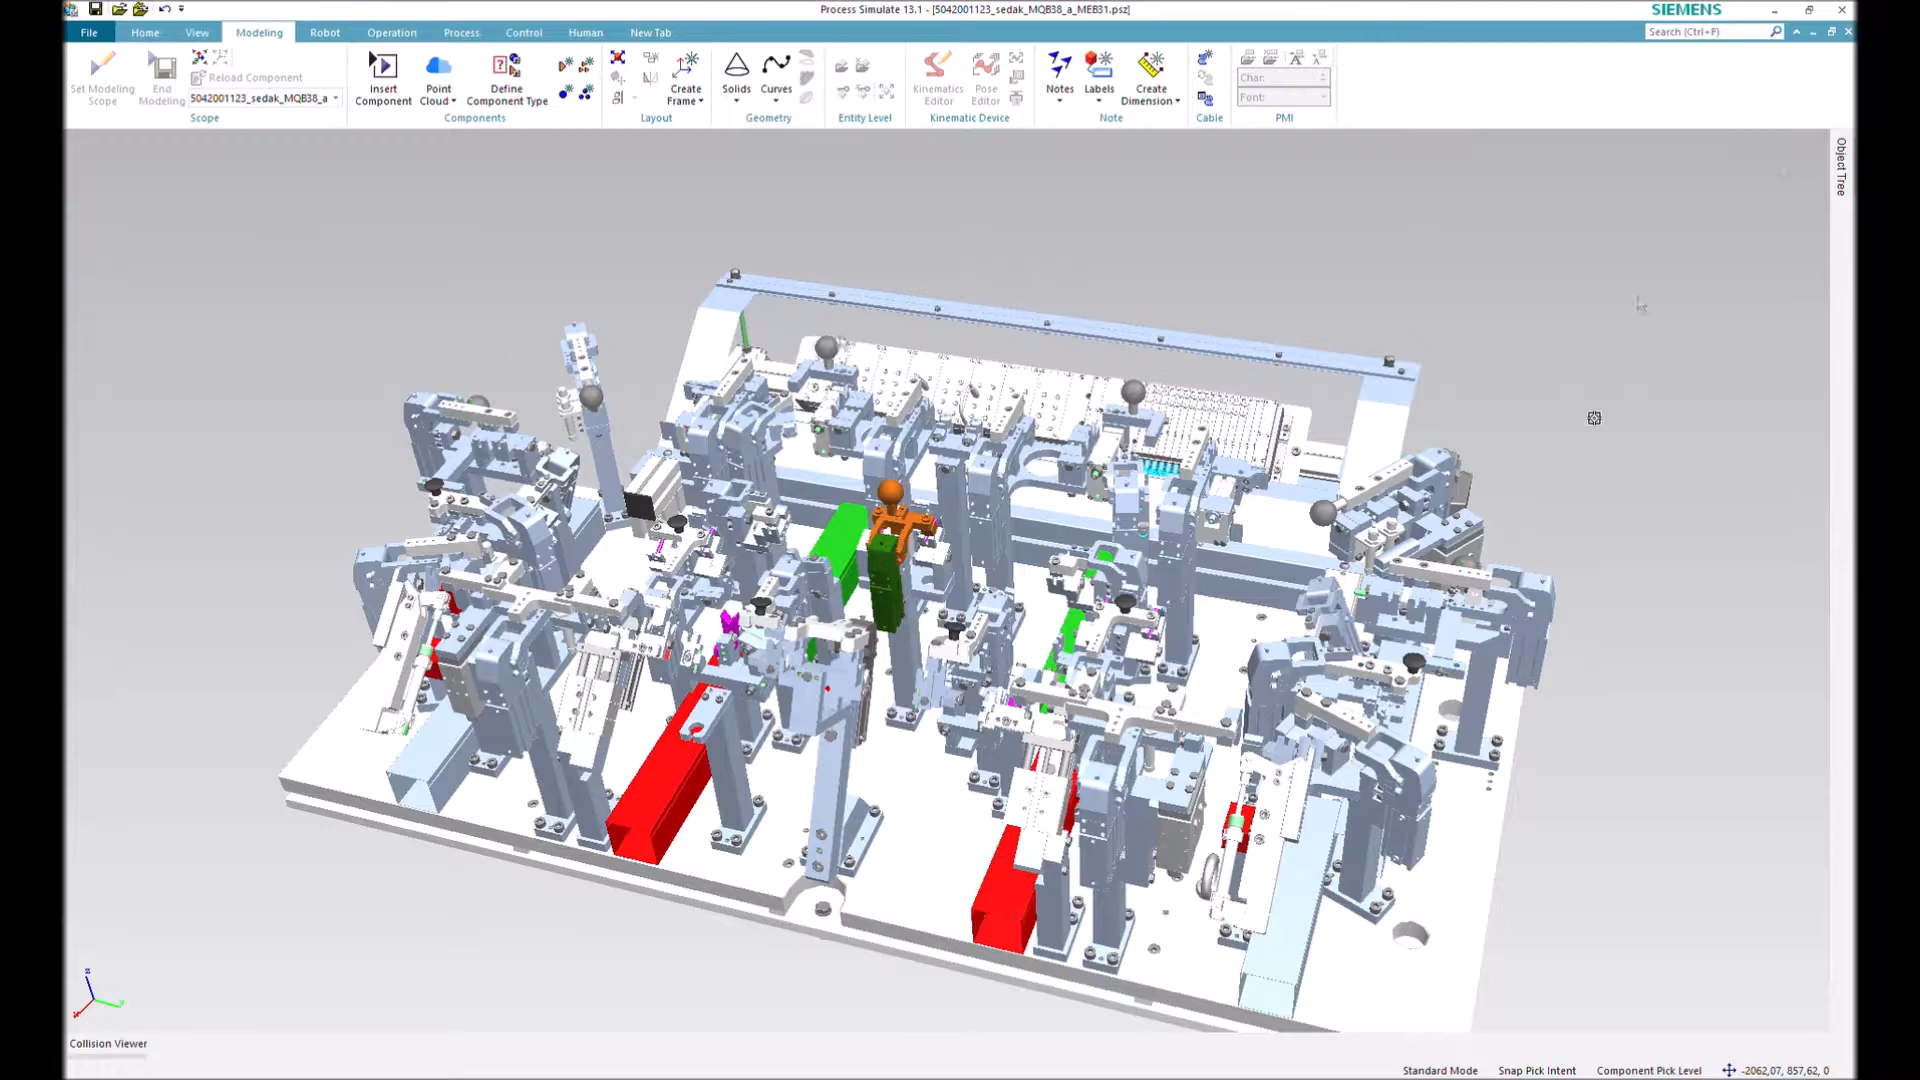 Process Simulate 13.1 - [5042001123_sedak_MQB38_a_MEB31.psz]
SIEMENS
File Home View Modeling Robot Operation Process Control Human New Tab
Search (Ctrl+F)
Set Modeling Scope
End Modeling
Reload Component
5042001123_sedak_MQB38_a
Scope
Insert Component
Point Cloud
Define Component Type
Components
Create Frame
Layout
Solids
Curves
Geometry
Entity Level
Kinematics Editor
Pose Editor
Kinematic Device
Notes
Labels
Create Dimension
Note
Cable
Char:
Font:
PMI
Object Tree
z
Collision Viewer
Standard Mode Snap Pick Intent Component Pick Level -2062,07, 857,62, 0